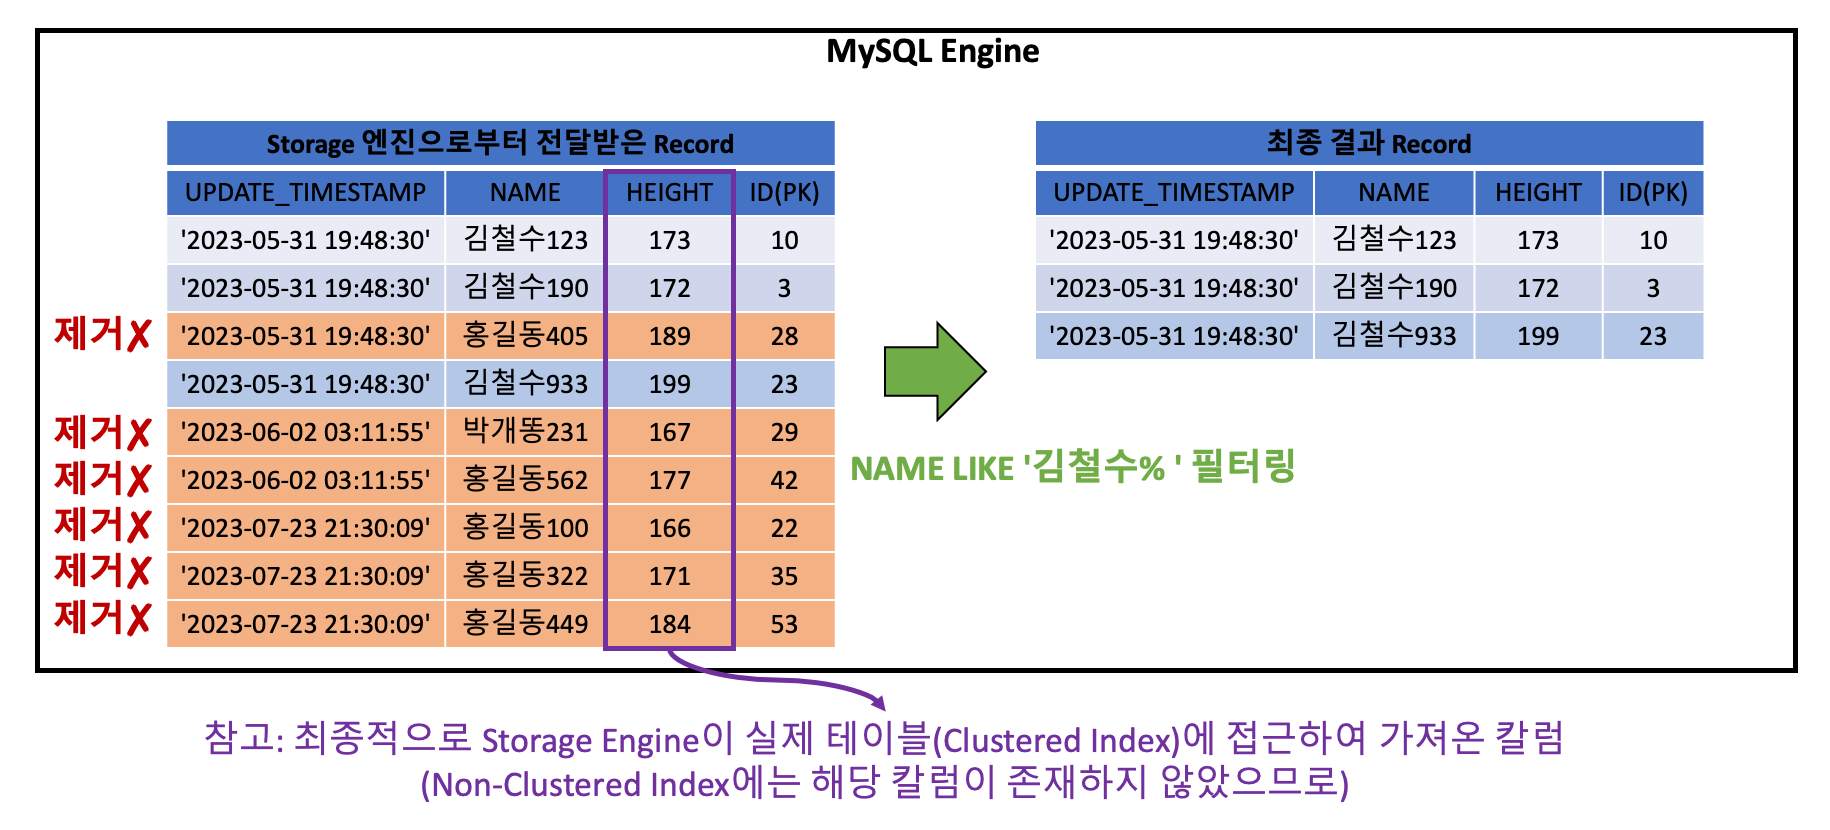 MySQL Engine
Storage 엔진으로부터 전달받은 Record
UPDATE_TIMESTAMP NAME HEIGHT ID(PK)
'2023-05-31 19:48:30' 김철수123 173 10
'2023-05-31 19:48:30' 김철수190 172 3
제거✗ '2023-05-31 19:48:30' 홍길동405 189 28
'2023-05-31 19:48:30' 김철수933 199 23
제거✗ '2023-06-02 03:11:55' 박개똥231 167 29
제거✗ '2023-06-02 03:11:55' 홍길동562 177 42
제거✗ '2023-07-23 21:30:09' 홍길동100 166 22
제거✗ '2023-07-23 21:30:09' 홍길동322 171 35
제거✗ '2023-07-23 21:30:09' 홍길동449 184 53
NAME LIKE '김철수% ' 필터링
최종 결과 Record
UPDATE_TIMESTAMP NAME HEIGHT ID(PK)
'2023-05-31 19:48:30' 김철수123 173 10
'2023-05-31 19:48:30' 김철수190 172 3
'2023-05-31 19:48:30' 김철수933 199 23
참고: 최종적으로 Storage Engine이 실제 테이블(Clustered Index)에 접근하여 가져온 칼럼
(Non-Clustered Index에는 해당 칼럼이 존재하지 않았으므로)